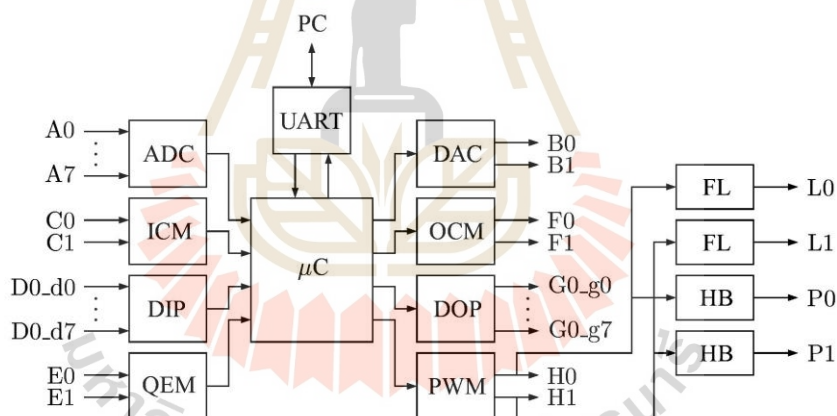 PC
UART
A0
A7
ADC
DAC
B0
B1
FL
L0
C0
C1
ICM
μC
OCM
F0
F1
FL
L1
D0_d0
D0_d7
DIP
DOP
G0_g0
G0_g7
HB
P0
E0
E1
QEM
PWM
H0
H1
HB
P1